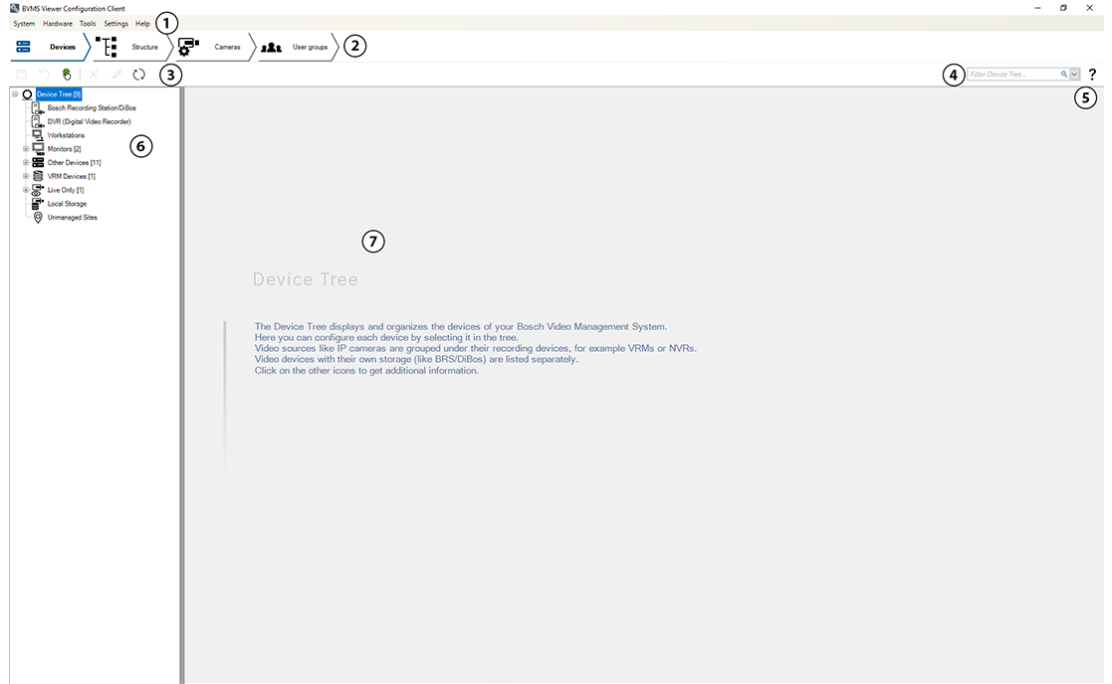 BVMS Viewer Configuration Client
System Hardware Tools Settings Help 1
Devices Structure Cameras User groups 2
3 4 Filter Device Tree... ?
5
Device Tree [9]
Bosch Recording Station/DiBos
DVR (Digital Video Recorder)
Workstations
6
Monitors [2]
Other Devices [11]
VRM Devices [1]
Live Only [1]
Local Storage
Unmanaged Sites
7
Device Tree
The Device Tree displays and organizes the devices of your Bosch Video Management System.
Here you can configure each device by selecting it in the tree.
Video sources like IP cameras are grouped under their recording devices, for example VRMs or NVRs.
Video devices with their own storage (like BRS/DiBos) are listed separately.
Click on the other icons to get additional information.